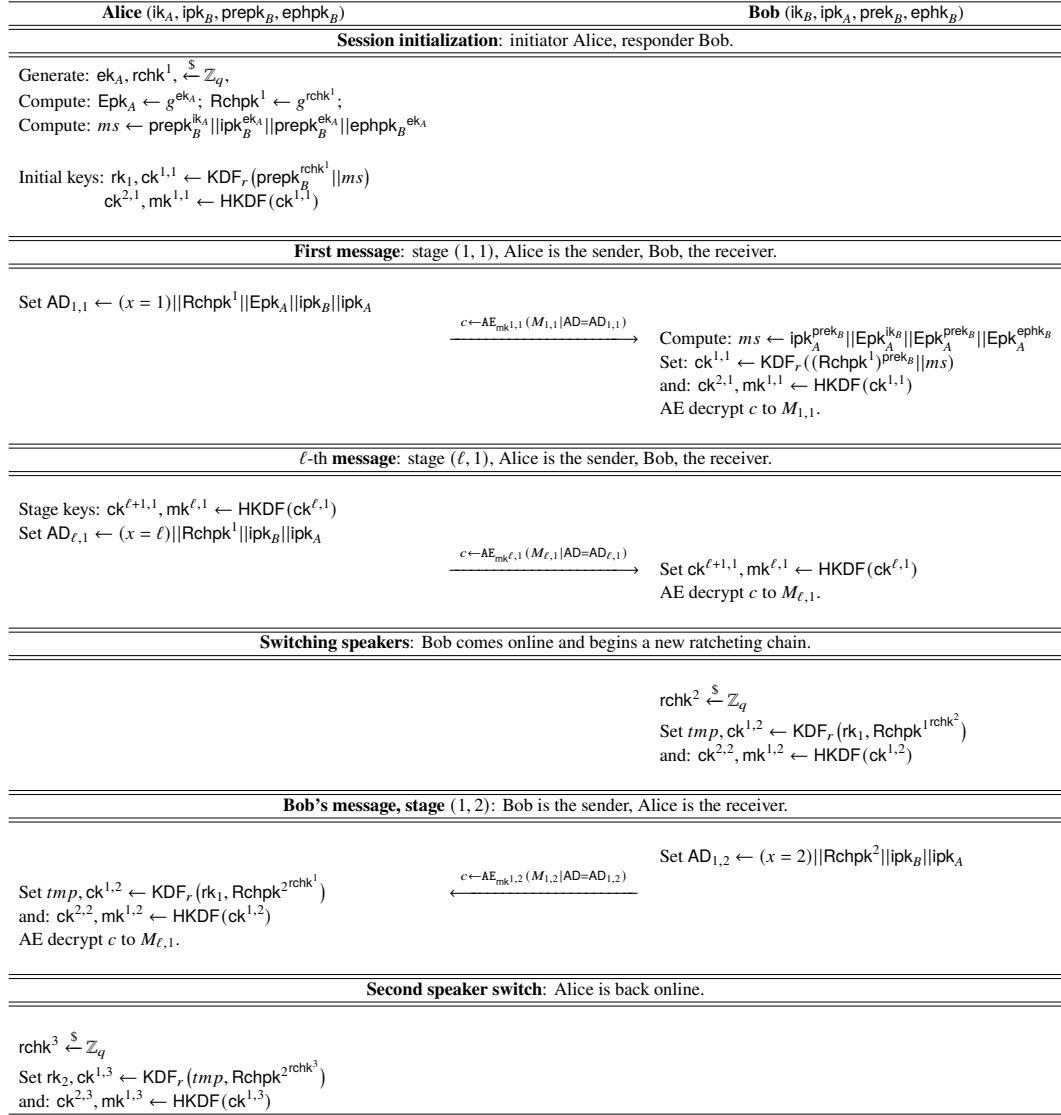 Alice (ik_A, ipk_B, prepk_B, ephpk_B) Bob (ik_B, ipk_A, prek_B, ephk_B)
Session initialization: initiator Alice, responder Bob.
Generate: ek_A, rchk^1, ←$ ℤ_q,
Compute: Epk_A ← g^{ek_A}; Rchpk^1 ← g^{rchk^1};
Compute: ms ← prepk_B^{ik_A}||ipk_B^{ek_A}||prepk_B^{ek_A}||ephpk_B^{ek_A}
Initial keys: rk_1, ck^{1,1} ← KDF_r(prepk_B^{rchk^1}||ms)
ck^{2,1}, mk^{1,1} ← HKDF(ck^{1,1})
First message: stage (1, 1), Alice is the sender, Bob, the receiver.
Set AD_{1,1} ← (x = 1)||Rchpk^1||Epk_A||ipk_B||ipk_A
c←AE_{mk^{1,1}}(M_{1,1}|AD=AD_{1,1})
Compute: ms ← ipk_A^{prek_B}||Epk_A^{ik_B}||Epk_A^{prek_B}||Epk_A^{ephk_B}
Set: ck^{1,1} ← KDF_r((Rchpk^1)^{prek_B}||ms)
and: ck^{2,1}, mk^{1,1} ← HKDF(ck^{1,1})
AE decrypt c to M_{1,1}.
ℓ-th message: stage (ℓ, 1), Alice is the sender, Bob, the receiver.
Stage keys: ck^{ℓ+1,1}, mk^{ℓ,1} ← HKDF(ck^{ℓ,1})
Set AD_{ℓ,1} ← (x = ℓ)||Rchpk^1||ipk_B||ipk_A
c←AE_{mk^{ℓ,1}}(M_{ℓ,1}|AD=AD_{ℓ,1})
Set ck^{ℓ+1,1}, mk^{ℓ,1} ← HKDF(ck^{ℓ,1})
AE decrypt c to M_{ℓ,1}.
Switching speakers: Bob comes online and begins a new ratcheting chain.
rchk^2 ←$ ℤ_q
Set tmp, ck^{1,2} ← KDF_r(rk_1, Rchpk^{1^{rchk^2}})
and: ck^{2,2}, mk^{1,2} ← HKDF(ck^{1,2})
Bob's message, stage (1, 2): Bob is the sender, Alice is the receiver.
Set AD_{1,2} ← (x = 2)||Rchpk^2||ipk_B||ipk_A
c←AE_{mk^{1,2}}(M_{1,2}|AD=AD_{1,2})
Set tmp, ck^{1,2} ← KDF_r(rk_1, Rchpk^{2^{rchk^1}})
and: ck^{2,2}, mk^{1,2} ← HKDF(ck^{1,2})
AE decrypt c to M_{ℓ,1}.
Second speaker switch: Alice is back online.
rchk^3 ←$ ℤ_q
Set rk_2, ck^{1,3} ← KDF_r(tmp, Rchpk^{2^{rchk^3}})
and: ck^{2,3}, mk^{1,3} ← HKDF(ck^{1,3})